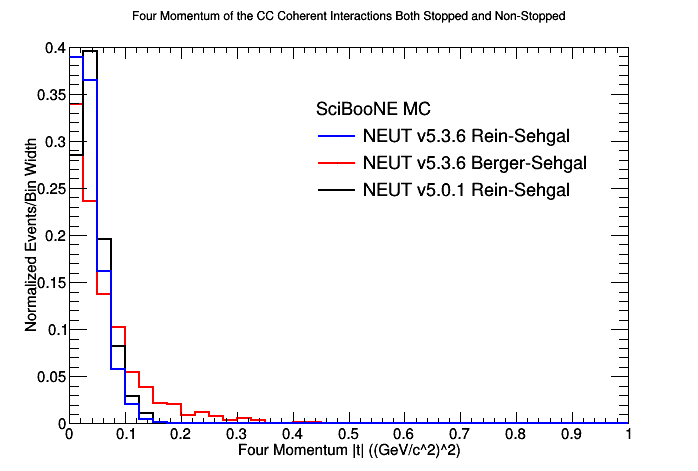 Four Momentum of the CC Coherent Interactions Both Stopped and Non-Stopped
Normalized Events/Bin Width
0.4
0.35
0.3
0.25
0.2
0.15
0.1
0.05
0
SciBooNE MC
NEUT v5.3.6 Rein-Sehgal
NEUT v5.3.6 Berger-Sehgal
NEUT v5.0.1 Rein-Sehgal
0 0.1 0.2 0.3 0.4 0.5 0.6 0.7 0.8 0.9 1
Four Momentum |t| ((GeV/c^2)^2)